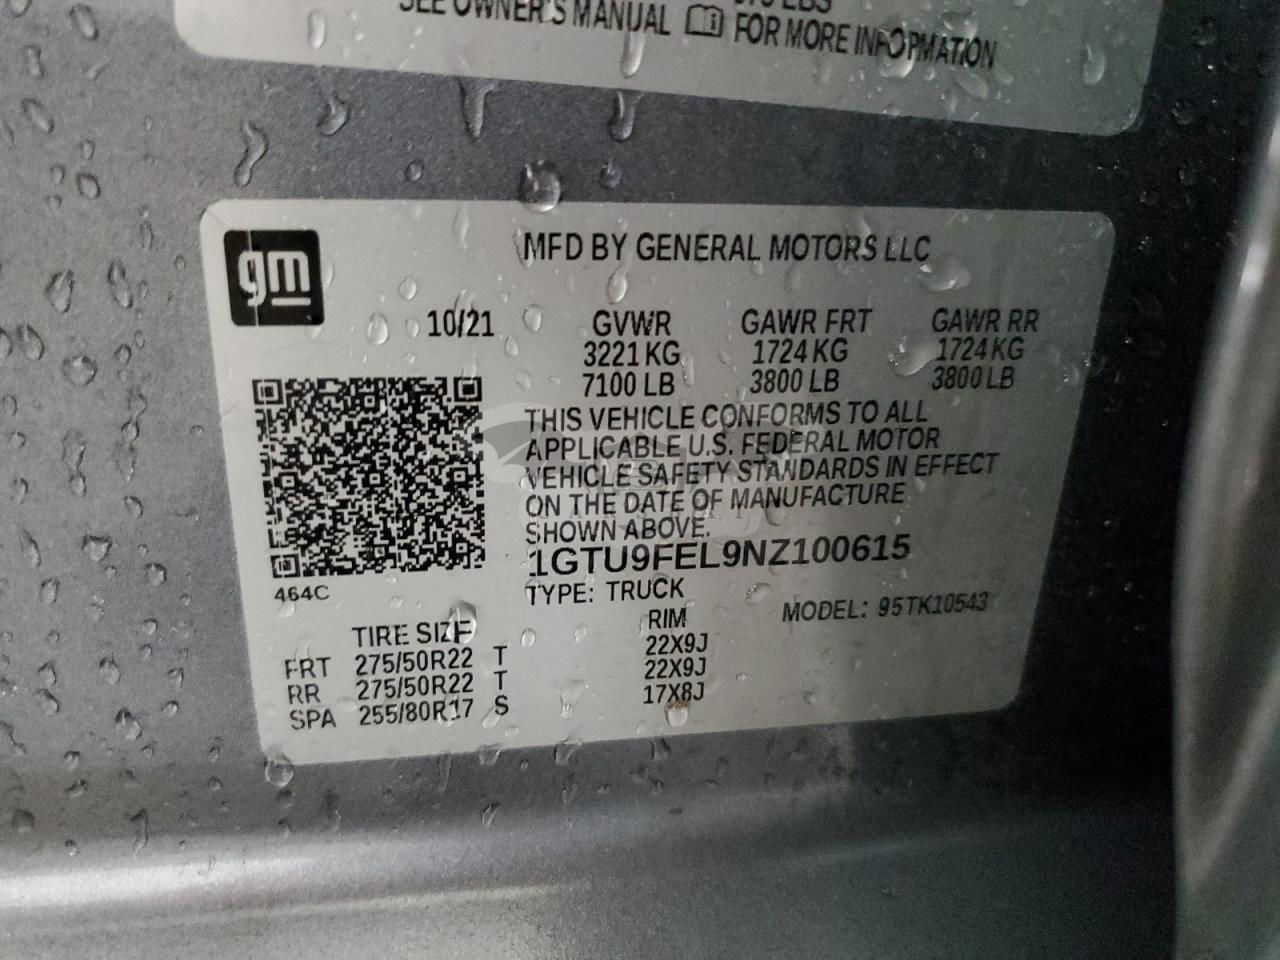 SEE OWNER'S MANUAL FOR MORE INFORMATION
gm
MFD BY GENERAL MOTORS LLC
10/21 GVWR GAWR FRT GAWR RR
3221 KG 1724 KG 1724 KG
7100 LB 3800 LB 3800 LB
THIS VEHICLE CONFORMS TO ALL
APPLICABLE U.S. FEDERAL MOTOR
VEHICLE SAFETY STANDARDS IN EFFECT
ON THE DATE OF MANUFACTURE
SHOWN ABOVE.
1GTU9FEL9NZ100615
464C
TYPE: TRUCK MODEL: 95TK10543
TIRE SIZE RIM
FRT 275/50R22 T 22X9J
RR 275/50R22 T 22X9J
SPA 255/80R17 S 17X8J